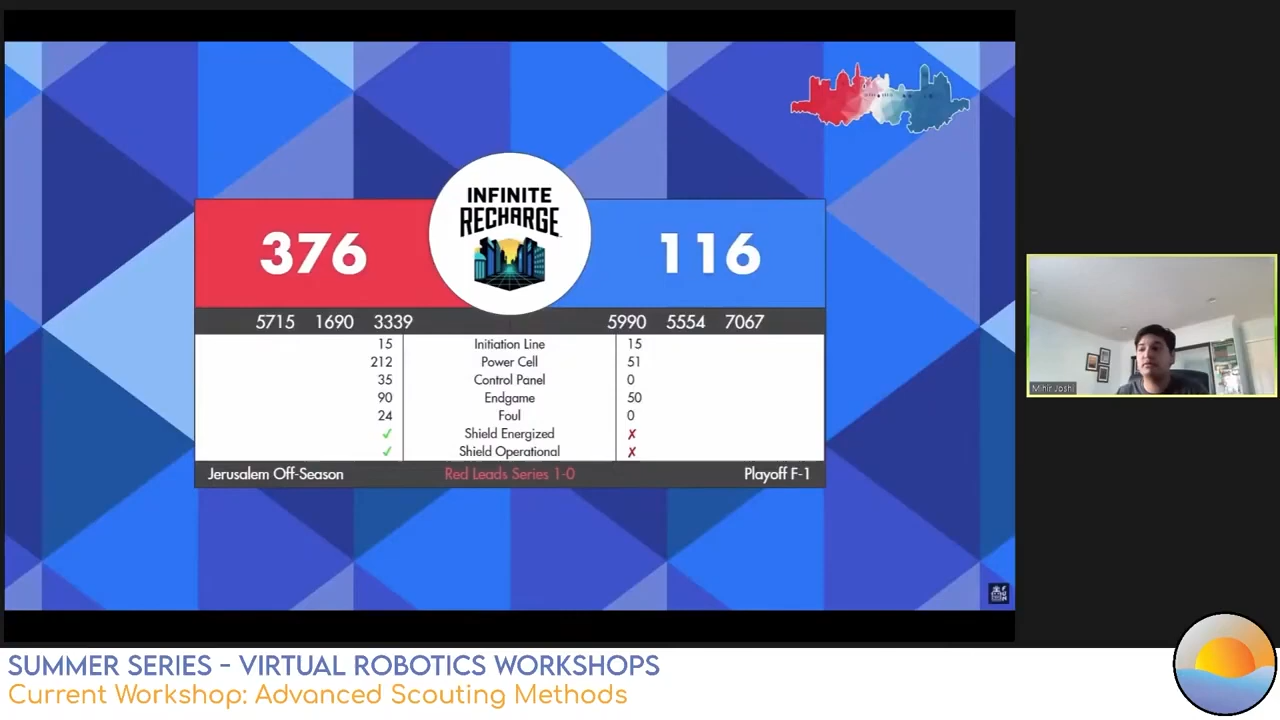 INFINITE
RECHARGE
376
116
5715 1690 3339
5990 5554 7067
15 Initiation Line 15
212 Power Cell 51
35 Control Panel 0
90 Endgame 50
24 Foul 0
✓ Shield Energized ✗
✓ Shield Operational ✗
Jerusalem Off-Season Red Leads Series 1-0 Playoff F-1
Mihir Joshi
SUMMER SERIES - VIRTUAL ROBOTICS WORKSHOPS
Current Workshop: Advanced Scouting Methods